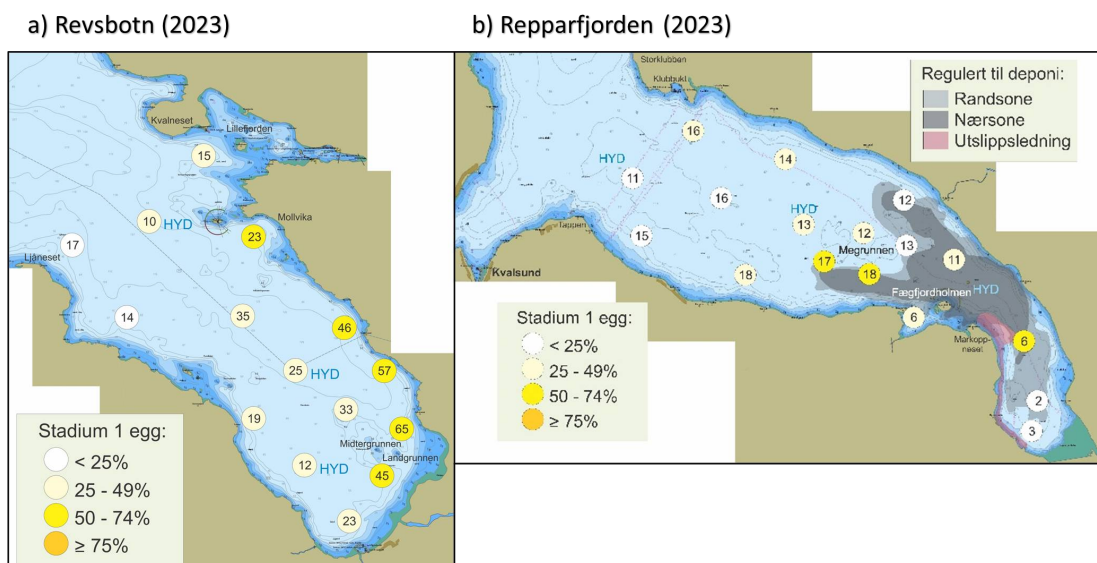 a) Revsbotn (2023)
b) Repparfjorden (2023)
Kvalneset
Lillefjorden
15
10
HYD
Mollvika
23
17
Ljåneset
14
35
46
25
HYD
57
33
19
65
Midtergrunnen
Landgrunnen
12
HYD
45
23
Stadium 1 egg:
< 25%
25 - 49%
50 - 74%
≥ 75%
Storklubben
Klubbukt
16
HYD
11
14
16
12
HYD
13
15
12
13
Megrunnen
Tappen
17
11
Kvalsund
18
18
Fægfjordholmen
HYD
6
Markopp-
neset
6
2
3
Regulert til deponi:
Randsone
Nærsone
Utslippsledning
Stadium 1 egg:
< 25%
25 - 49%
50 - 74%
≥ 75%